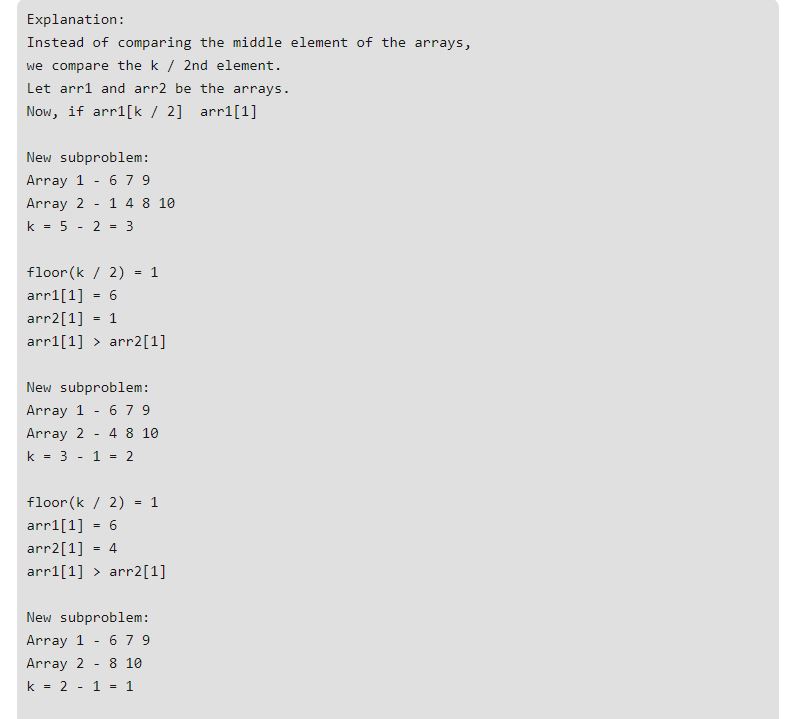 Explanation:
Instead of comparing the middle element of the arrays,
we compare the k / 2nd element.
Let arr1 and arr2 be the arrays.
Now, if arr1[k / 2]  arr1[1]
New subproblem:
Array 1 - 6 7 9
Array 2 - 1 4 8 10
k = 5 - 2 = 3
floor(k / 2) = 1
arr1[1] = 6
arr2[1] = 1
arr1[1] > arr2[1]
New subproblem:
Array 1 - 6 7 9
Array 2 - 4 8 10
k = 3 - 1 = 2
floor(k / 2) = 1
arr1[1] = 6
arr2[1] = 4
arr1[1] > arr2[1]
New subproblem:
Array 1 - 6 7 9
Array 2 - 8 10
k = 2 - 1 = 1